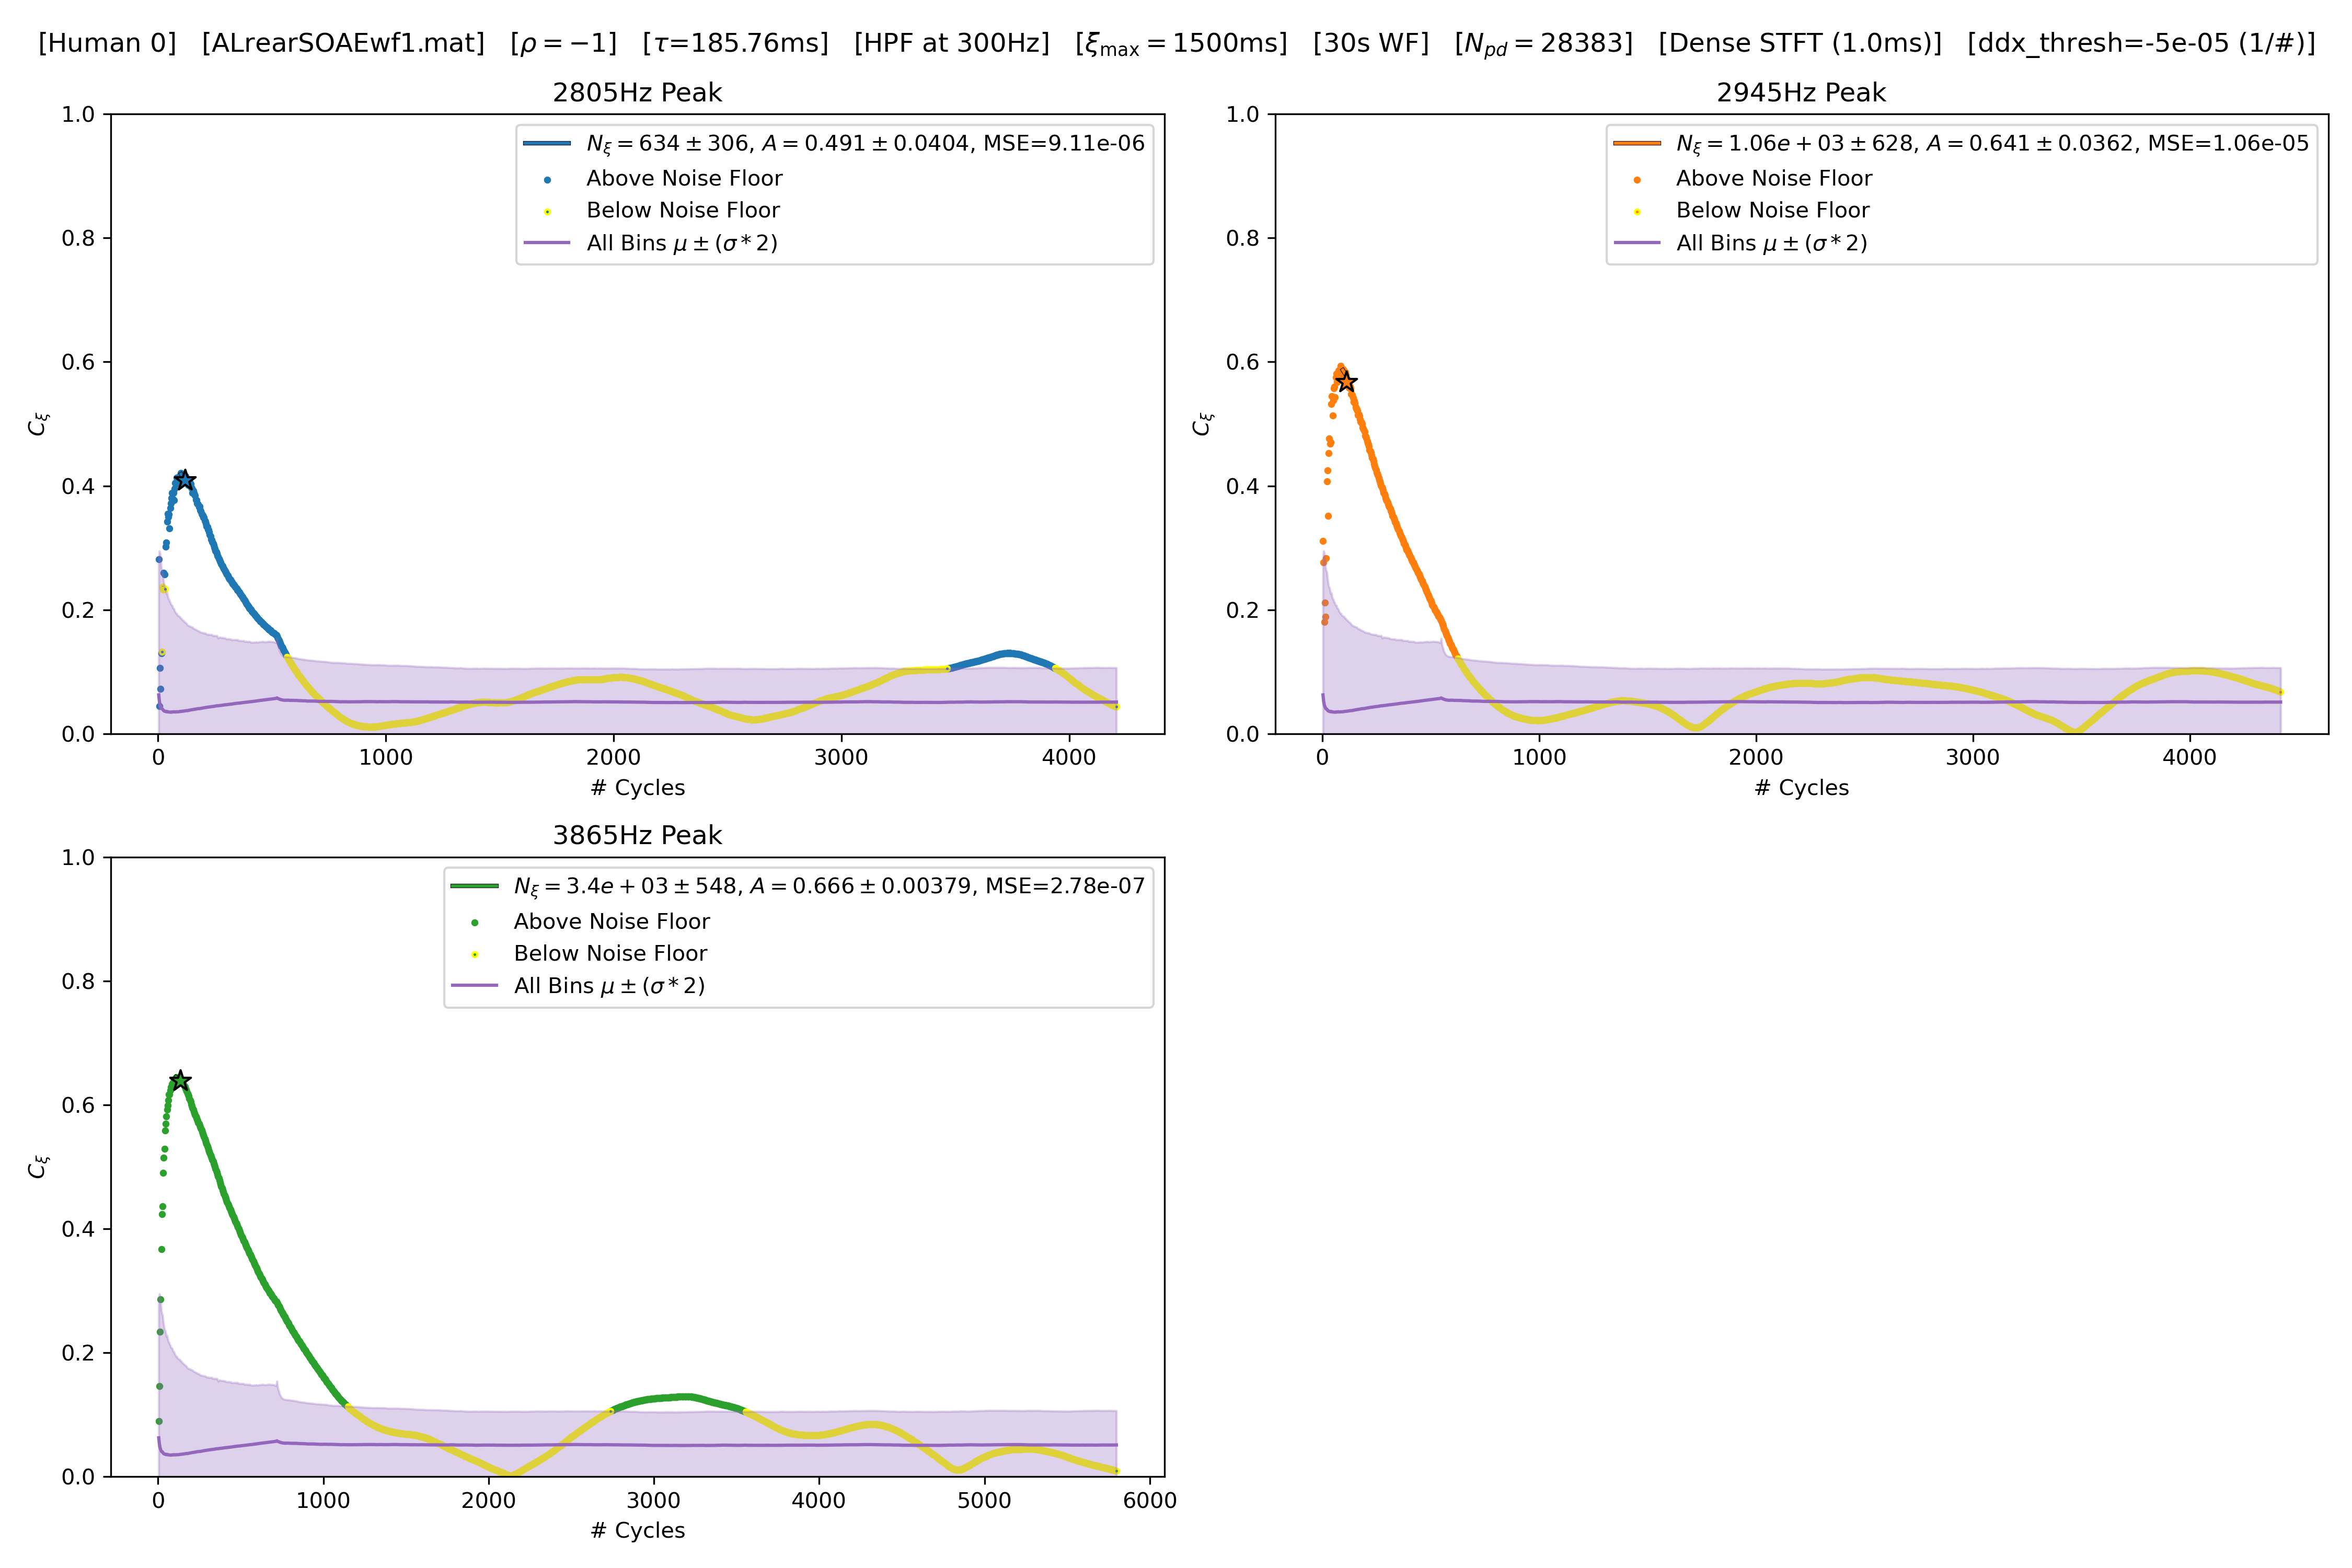 [Human 0] [ALrearSOAEwf1.mat] [ρ = −1] [τ=185.76ms] [HPF at 300Hz] [ξmax = 1500ms] [30s WF] [Npd = 28383] [Dense STFT (1.0ms)] [ddx_thresh=-5e-05 (1/#)]
2805Hz Peak
Nξ = 634 ± 306, A = 0.491 ± 0.0404, MSE=9.11e-06
Above Noise Floor
Below Noise Floor
All Bins μ ± (σ * 2)
1.0
0.8
0.6
0.4
0.2
0.0
Cξ
0 1000 2000 3000 4000
# Cycles
2945Hz Peak
Nξ = 1.06e + 03 ± 628, A = 0.641 ± 0.0362, MSE=1.06e-05
Above Noise Floor
Below Noise Floor
All Bins μ ± (σ * 2)
1.0
0.8
0.6
0.4
0.2
0.0
Cξ
0 1000 2000 3000 4000
# Cycles
3865Hz Peak
Nξ = 3.4e + 03 ± 548, A = 0.666 ± 0.00379, MSE=2.78e-07
Above Noise Floor
Below Noise Floor
All Bins μ ± (σ * 2)
1.0
0.8
0.6
0.4
0.2
0.0
Cξ
0 1000 2000 3000 4000 5000 6000
# Cycles